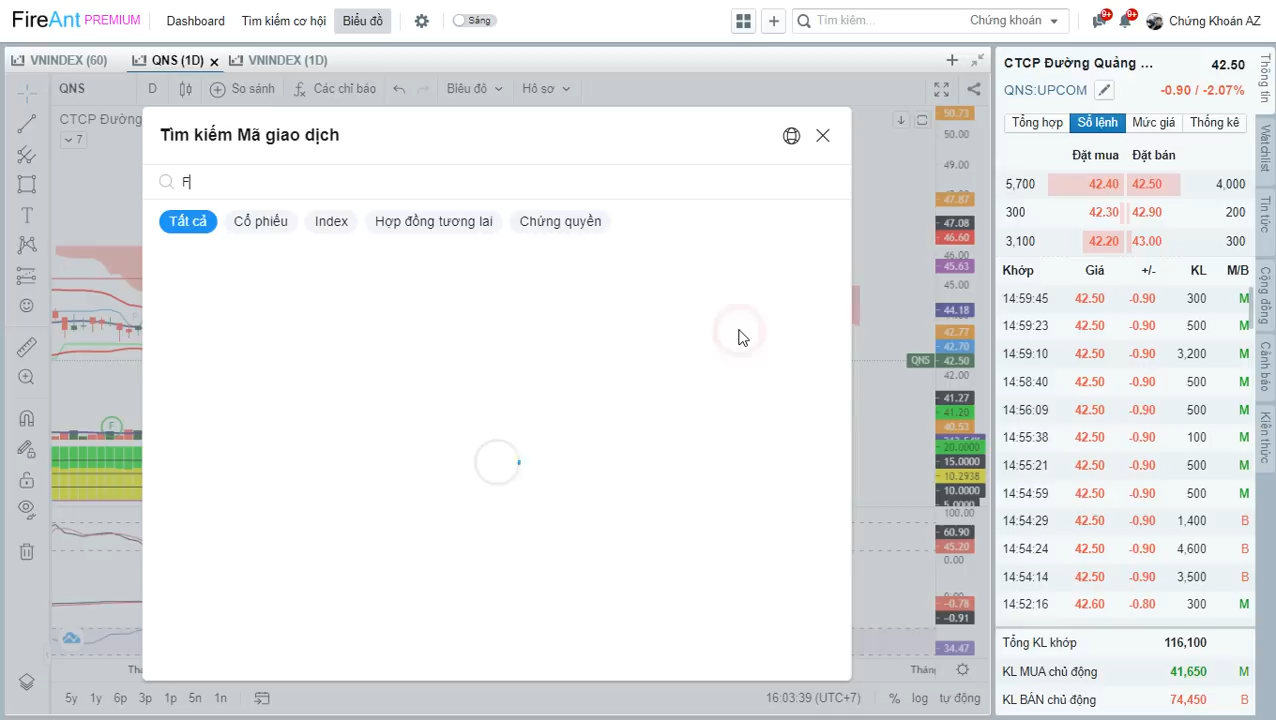 FireAnt PREMIUM Dashboard Tìm kiếm cơ hội Biểu đồ Sáng Tìm kiếm... Chứng khoán 9+ 9+ Chứng Khoán AZ
VNINDEX (60) QNS (1D) VNINDEX (1D)
QNS D So sánh Các chỉ báo Biểu đồ Hồ sơ
CTCP Đường
7
Tìm kiếm Mã giao dịch
F
Tất cả Cổ phiếu Index Hợp đồng tương lai Chứng quyền
F
50.73
50.00
49.00
47.87
47.08
46.60
46.00
45.63
45.00
44.18
42.77
42.70
QNS 42.50
42.00
41.27
41.20
40.53
20.0000
15.0000
10.2938
10.0000
5.0000
100.00
60.90
45.20
0.00
-0.78
-0.91
34.47
5y 1y 6p 3p 1p 5n 1n 16:03:39 (UTC+7) % log tự động
CTCP Đường Quảng ... 42.50
QNS:UPCOM -0.90 / -2.07%
Tổng hợp Sổ lệnh Mức giá Thống kê
Đặt mua Đặt bán
5,700 42.40 42.50 4,000
300 42.30 42.90 200
3,100 42.20 43.00 300
Khớp Giá +/- KL M/B
14:59:45 42.50 -0.90 300 M
14:59:23 42.50 -0.90 500 M
14:59:10 42.50 -0.90 3,200 M
14:58:40 42.50 -0.90 500 M
14:56:09 42.50 -0.90 500 M
14:55:38 42.50 -0.90 100 M
14:55:21 42.50 -0.90 500 M
14:54:59 42.50 -0.90 500 M
14:54:29 42.50 -0.90 1,400 B
14:54:24 42.50 -0.90 4,600 B
14:54:14 42.50 -0.90 3,500 B
14:52:16 42.60 -0.80 300 M
Tổng KL khớp 116,100
KL MUA chủ động 41,650 M
KL BÁN chủ động 74,450 B
Thông tin
Watchlist
Tin tức
Cộng đồng
Cảnh báo
Kiến thức